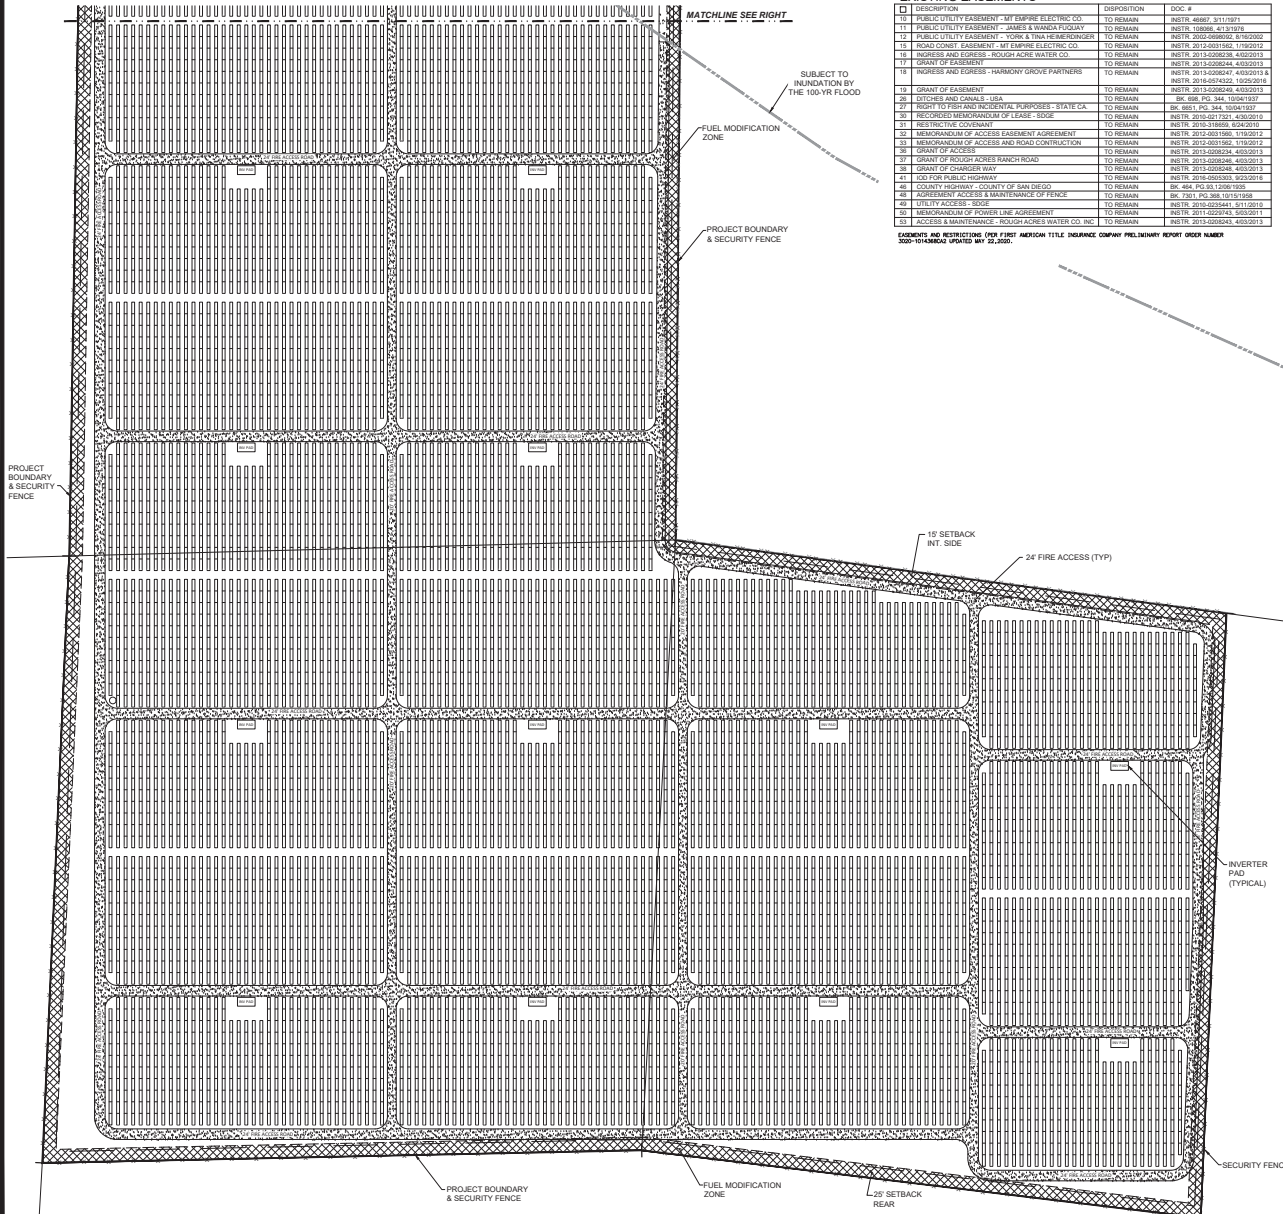 MATCHLINE SEE RIGHT
SUBJECT TO
INUNDATION BY
THE 100-YR FLOOD
FUEL MODIFICATION
ZONE
PROJECT BOUNDARY
& SECURITY FENCE
PROJECT
BOUNDARY
& SECURITY
FENCE
15' SETBACK
INT. SIDE
24' FIRE ACCESS (TYP)
INVERTER
PAD
(TYPICAL)
SECURITY FENC
PROJECT BOUNDARY
& SECURITY FENCE
FUEL MODIFICATION
ZONE
25' SETBACK
REAR
24' FIRE ACCESS ROAD
INV PAD
DESCRIPTION DISPOSITION DOC. #
10 PUBLIC UTILITY EASEMENT - MT EMPIRE ELECTRIC CO. TO REMAIN INSTR. 46667, 3/11/1971
11 PUBLIC UTILITY EASEMENT - JAMES & WANDA FUQUAY TO REMAIN INSTR. 108086, 4/13/1976
12 PUBLIC UTILITY EASEMENT - YORK & TINA HEIMERDINGER TO REMAIN INSTR. 2002-0698092, 8/16/2002
15 ROAD CONST. EASEMENT - MT EMPIRE ELECTRIC CO. TO REMAIN INSTR. 2012-0031562, 1/19/2012
16 INGRESS AND EGRESS - ROUGH ACRE WATER CO. TO REMAIN INSTR. 2013-0208238, 4/02/2013
17 GRANT OF EASEMENT TO REMAIN INSTR. 2013-0208244, 4/03/2013
18 INGRESS AND EGRESS - HARMONY GROVE PARTNERS TO REMAIN INSTR. 2013-0208247, 4/03/2013 &
INSTR. 2016-0574322, 10/25/2016
19 GRANT OF EASEMENT TO REMAIN INSTR. 2013-0208249, 4/03/2013
26 DITCHES AND CANALS - USA TO REMAIN BK. 698, PG. 344, 10/04/1937
27 RIGHT TO FISH AND INCIDENTAL PURPOSES - STATE CA. TO REMAIN BK. 6651, PG. 344, 10/04/1937
30 RECORDED MEMORANDUM OF LEASE - SDGE TO REMAIN INSTR. 2010-0217321, 4/30/2010
31 RESTRICTIVE COVENANT TO REMAIN INSTR. 2010-318659, 6/24/2010
32 MEMORANDUM OF ACCESS EASEMENT AGREEMENT TO REMAIN INSTR. 2012-0031560, 1/19/2012
33 MEMORANDUM OF ACCESS AND ROAD CONSTRUCTION TO REMAIN INSTR. 2012-0031562, 1/19/2012
36 GRANT OF ACCESS TO REMAIN INSTR. 2013-0208234, 4/03/2013
37 GRANT OF ROUGH ACRES RANCH ROAD TO REMAIN INSTR. 2013-0208246, 4/03/2013
38 GRANT OF CHARGER WAY TO REMAIN INSTR. 2013-0208248, 4/03/2013
41 IOD FOR PUBLIC HIGHWAY TO REMAIN INSTR. 2016-0505303, 9/23/2016
46 COUNTY HIGHWAY - COUNTY OF SAN DIEGO TO REMAIN BK. 464, PG.93,12/06/1935
48 AGREEMENT ACCESS & MAINTENANCE OF FENCE TO REMAIN BK. 7301, PG.368,10/15/1958
49 UTILITY ACCESS - SDGE TO REMAIN INSTR. 2010-0235441, 5/11/2010
50 MEMORANDUM OF POWER LINE AGREEMENT TO REMAIN INSTR. 2011-0229743, 5/03/2011
53 ACCESS & MAINTENANCE - ROUGH ACRES WATER CO. INC TO REMAIN INSTR. 2013-0208243, 4/03/2013
EASEMENTS AND RESTRICTIONS (PER FIRST AMERICAN TITLE INSURANCE COMPANY PRELIMINARY REPORT ORDER NUMBER
3020-1014368CA2 UPDATED MAY 22,2020.